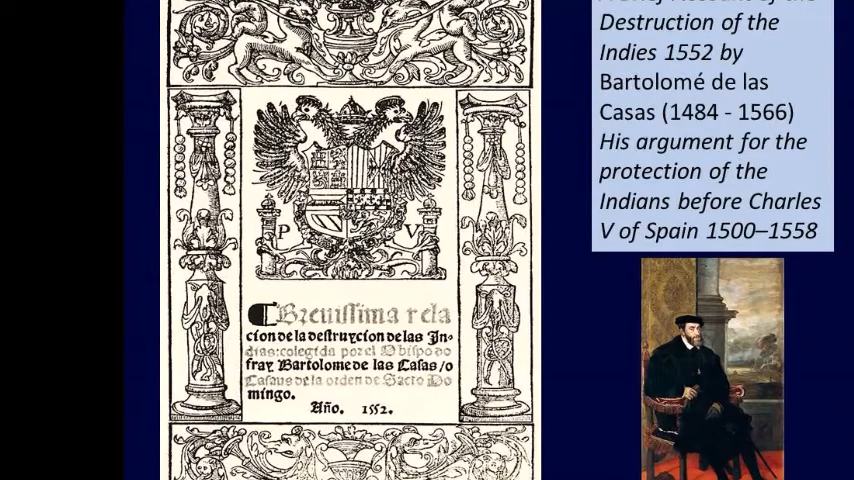 Destruction of the
Indies 1552 by
Bartolomé de las
Casas (1484 - 1566)
His argument for the
protection of the
Indians before Charles
V of Spain 1500–1558
P V
Breuissima rela
cion de la destruycion de las Jn-
dias: colegida por el Obispo do
fray Bartolome de las Casas/o
Casaus de la orden de Sacto Do
mingo.
Año. 1552.